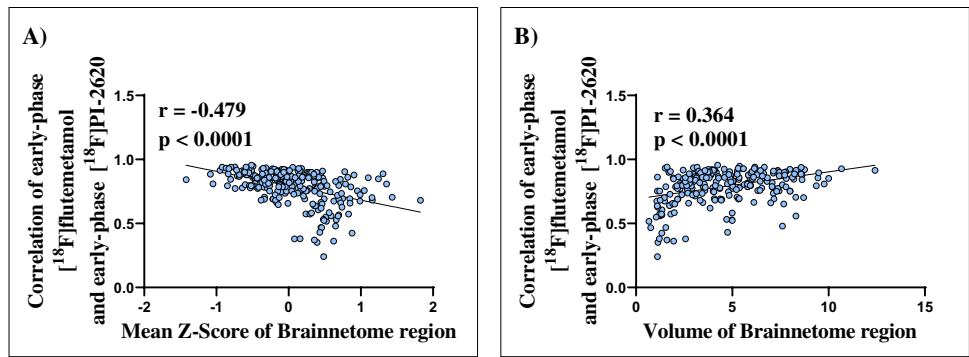 A)
Correlation of early-phase
[¹⁸F]flutemetamol
and early-phase [¹⁸F]PI-2620
1.5
1.0
0.5
0.0
r = -0.479
p < 0.0001
-2
-1
0
1
2
Mean Z-Score of Brainnetome region
B)
Correlation of early-phase
[¹⁸F]flutemetamol
and early-phase [¹⁸F]PI-2620
1.5
1.0
0.5
0.0
r = 0.364
p < 0.0001
0
5
10
15
Volume of Brainnetome region